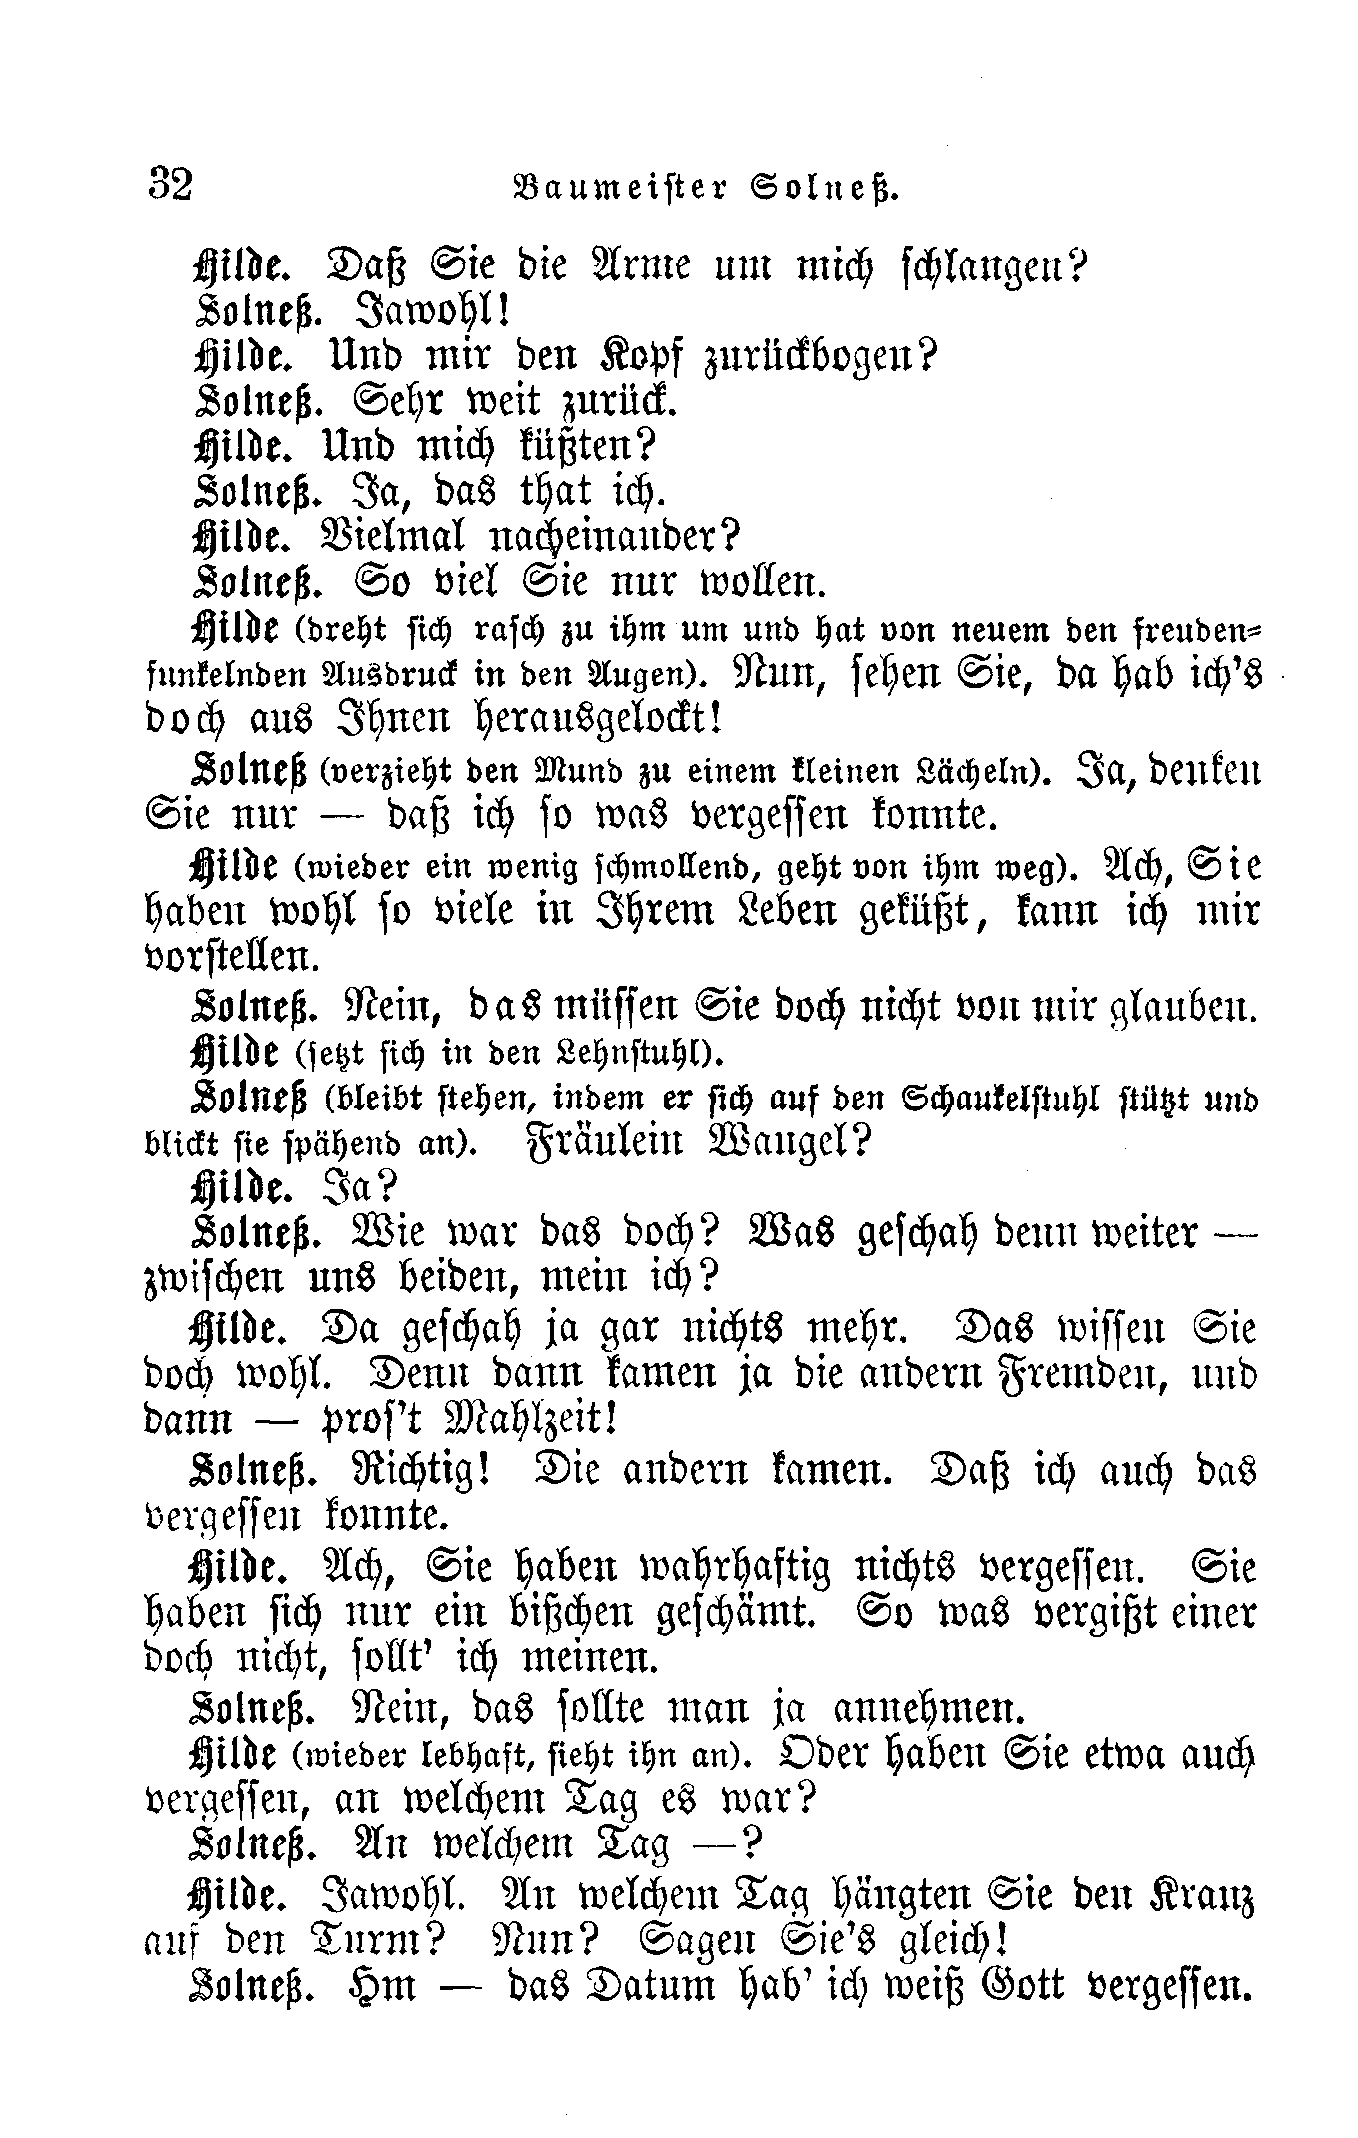 32 Baumeister Solneß.
Hilde. Daß Sie die Arme um mich schlangen?
Solneß. Jawohl!
Hilde. Und mir den Kopf zurückbogen?
Solneß. Sehr weit zurück.
Hilde. Und mich küßten?
Solneß. Ja, das that ich.
Hilde. Vielmal nacheinander?
Solneß. So viel Sie nur wollen.
Hilde (dreht sich rasch zu ihm um und hat von neuem den freuden-
funkelnden Ausdruck in den Augen). Nun, sehen Sie, da hab ich's
doch aus Ihnen herausgelockt!
Solneß (verzieht den Mund zu einem kleinen Lächeln). Ja, denken
Sie nur — daß ich so was vergessen konnte.
Hilde (wieder ein wenig schmollend, geht von ihm weg). Ach, Sie
haben wohl so viele in Ihrem Leben geküßt, kann ich mir
vorstellen.
Solneß. Nein, das müssen Sie doch nicht von mir glauben.
Hilde (setzt sich in den Lehnstuhl).
Solneß (bleibt stehen, indem er sich auf den Schaukelstuhl stützt und
blickt sie spähend an). Fräulein Wangel?
Hilde. Ja?
Solneß. Wie war das doch? Was geschah denn weiter —
zwischen uns beiden, mein ich?
Hilde. Da geschah ja gar nichts mehr. Das wissen Sie
doch wohl. Denn dann kamen ja die andern Fremden, und
dann — pros't Mahlzeit!
Solneß. Richtig! Die andern kamen. Daß ich auch das
vergessen konnte.
Hilde. Ach, Sie haben wahrhaftig nichts vergessen. Sie
haben sich nur ein bißchen geschämt. So was vergißt einer
doch nicht, sollt' ich meinen.
Solneß. Nein, das sollte man ja annehmen.
Hilde (wieder lebhaft, sieht ihn an). Oder haben Sie etwa auch
vergessen, an welchem Tag es war?
Solneß. An welchem Tag —?
Hilde. Jawohl. An welchem Tag hängten Sie den Kranz
auf den Turm? Nun? Sagen Sie's gleich!
Solneß. Hm — das Datum hab' ich weiß Gott vergessen.